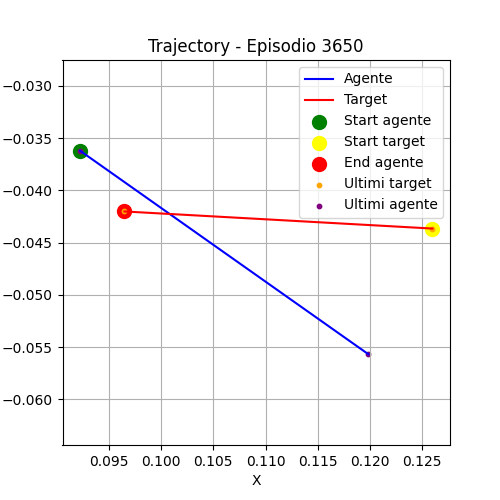 Trajectory - Episodio 3650
Agente
Target
Start agente
Start target
End agente
Ultimi target
Ultimi agente
−0.030
−0.035
−0.040
−0.045
−0.050
−0.055
−0.060
0.095 0.100 0.105 0.110 0.115 0.120 0.125
X